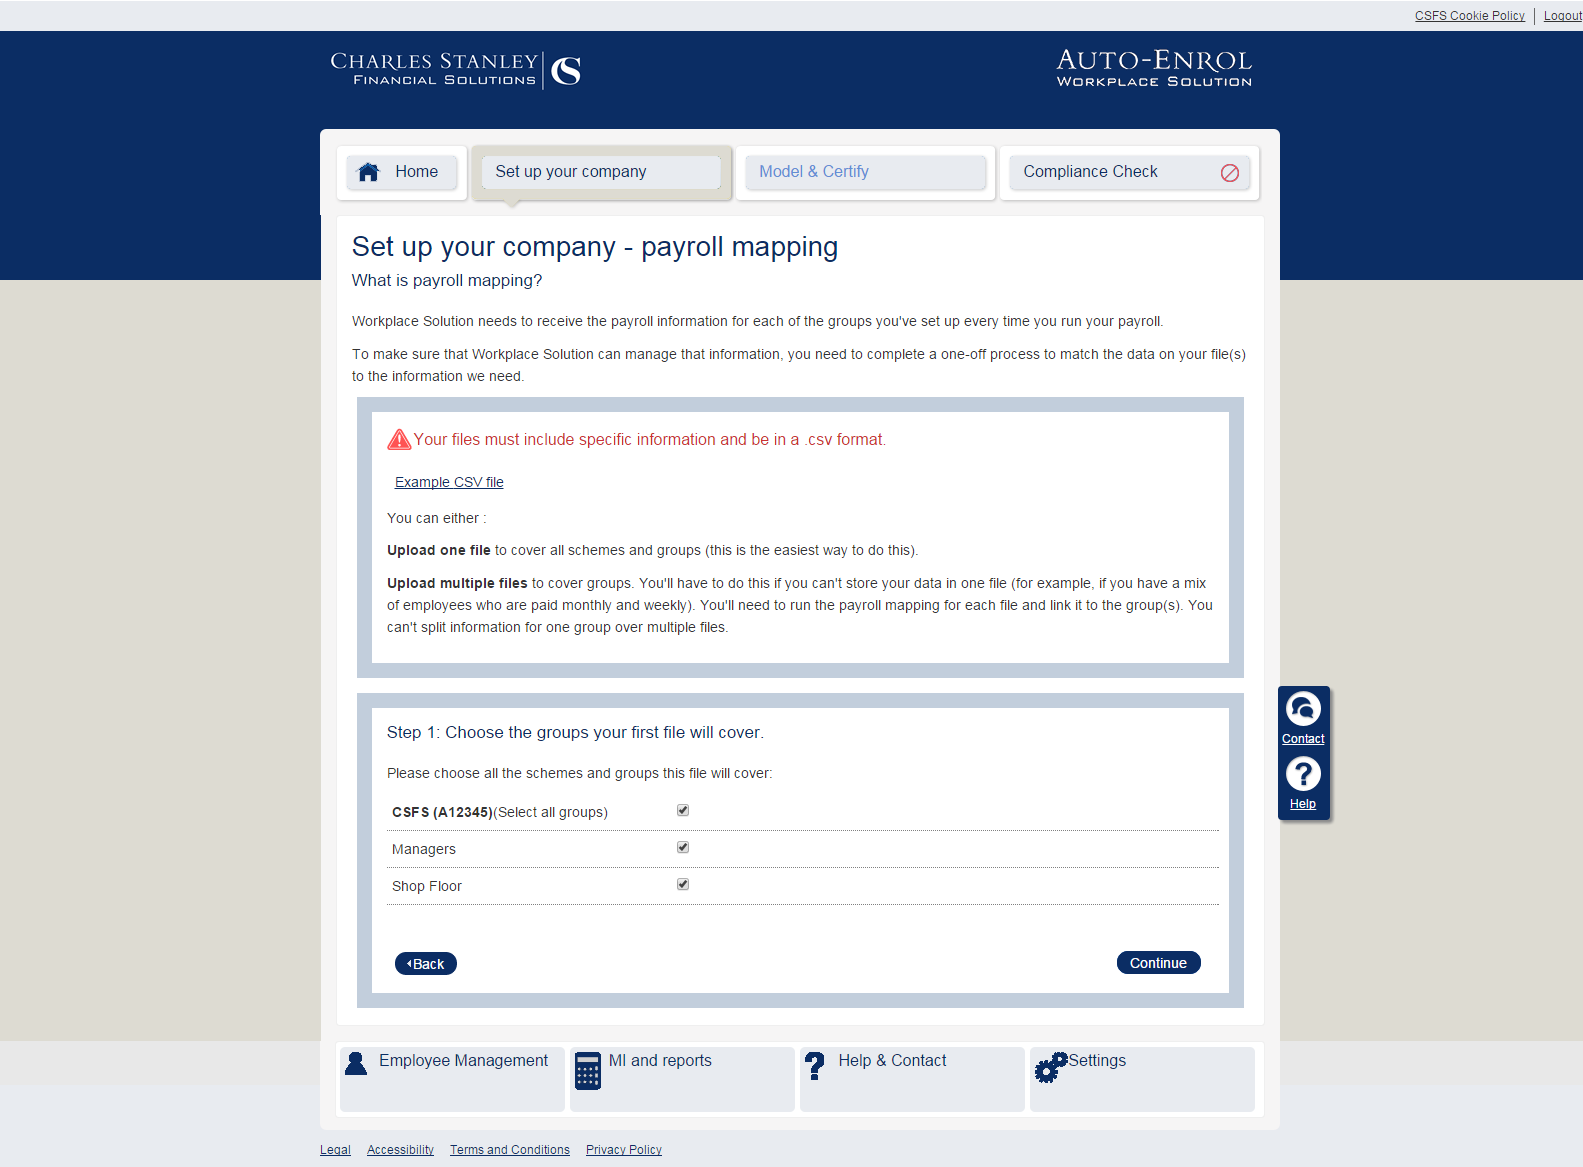 CSFS Cookie Policy
Logout
CHARLES STANLEY
FINANCIAL SOLUTIONS
AUTO-ENROL
WORKPLACE SOLUTION
Home
Set up your company
Model & Certify
Compliance Check
Set up your company - payroll mapping
What is payroll mapping?
Workplace Solution needs to receive the payroll information for each of the groups you've set up every time you run your payroll.
To make sure that Workplace Solution can manage that information, you need to complete a one-off process to match the data on your file(s)
to the information we need.
Your files must include specific information and be in a .csv format.
Example CSV file
You can either :
Upload one file to cover all schemes and groups (this is the easiest way to do this).
Upload multiple files to cover groups. You'll have to do this if you can't store your data in one file (for example, if you have a mix
of employees who are paid monthly and weekly). You'll need to run the payroll mapping for each file and link it to the group(s). You
can't split information for one group over multiple files.
Step 1: Choose the groups your first file will cover.
Please choose all the schemes and groups this file will cover:
CSFS (A12345)(Select all groups)
Managers
Shop Floor
Back
Continue
Contact
Help
Employee Management
MI and reports
Help & Contact
Settings
Legal
Accessibility
Terms and Conditions
Privacy Policy